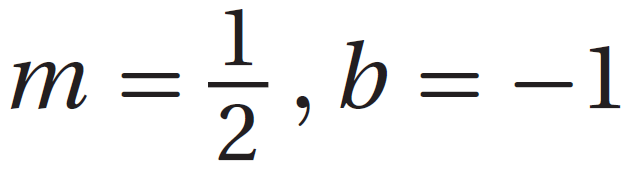 m = 1/2 , b = −1